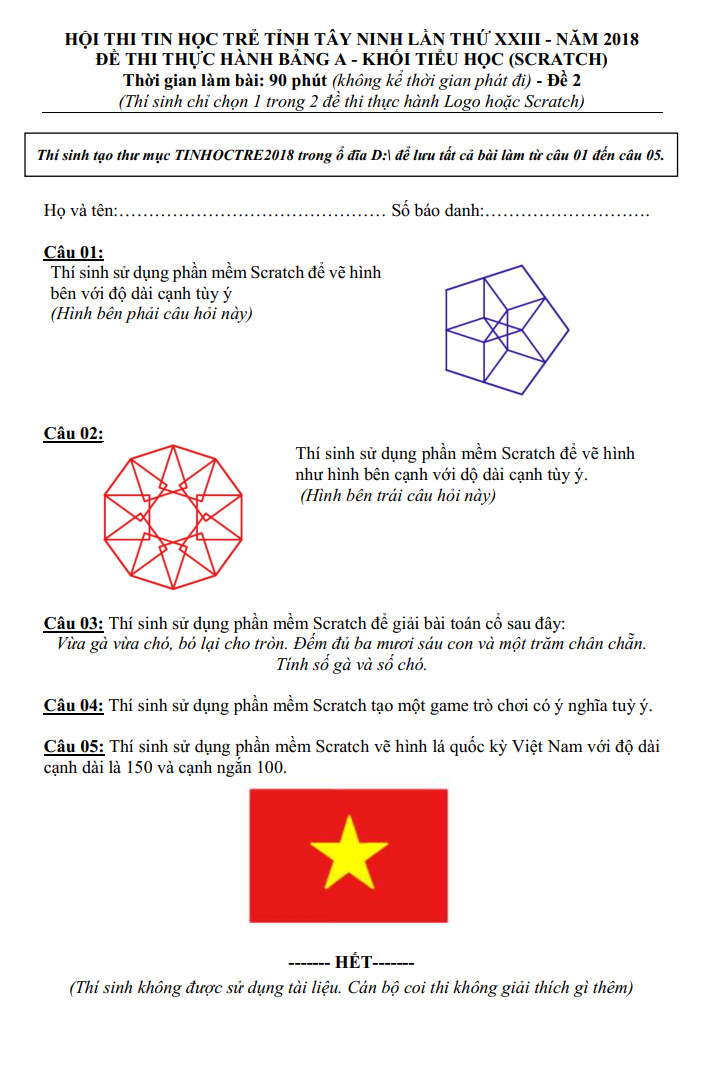 HỘI THI TIN HỌC TRẺ TỈNH TÂY NINH LẦN THỨ XXIII - NĂM 2018
ĐỀ THI THỰC HÀNH BẢNG A - KHỐI TIỂU HỌC (SCRATCH)
Thời gian làm bài: 90 phút (không kể thời gian phát đi) - Đề 2
(Thí sinh chỉ chọn 1 trong 2 đề thi thực hành Logo hoặc Scratch)
Thí sinh tạo thư mục TINHOCTRE2018 trong ổ đĩa D:\ để lưu tất cả bài làm từ câu 01 đến câu 05.
Họ và tên:……………………………………… Số báo danh:……………………….
Câu 01:
Thí sinh sử dụng phần mềm Scratch để vẽ hình
bên với độ dài cạnh tùy ý
(Hình bên phải câu hỏi này)
Câu 02:
Thí sinh sử dụng phần mềm Scratch để vẽ hình
như hình bên cạnh với dộ dài cạnh tùy ý.
(Hình bên trái câu hỏi này)
Câu 03: Thí sinh sử dụng phần mềm Scratch để giải bài toán cổ sau đây:
Vừa gà vừa chó, bó lại cho tròn. Đếm đủ ba mươi sáu con và một trăm chân chẵn.
Tính số gà và số chó.
Câu 04: Thí sinh sử dụng phần mềm Scratch tạo một game trò chơi có ý nghĩa tuỳ ý.
Câu 05: Thí sinh sử dụng phần mềm Scratch vẽ hình lá quốc kỳ Việt Nam với độ dài
cạnh dài là 150 và cạnh ngắn 100.
------- HẾT-------
(Thí sinh không được sử dụng tài liệu. Cán bộ coi thi không giải thích gì thêm)